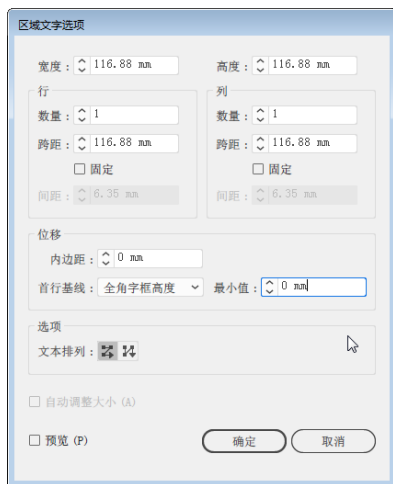 区域文字选项
宽度：116.88 mm 高度：116.88 mm
行 列
数量：1 数量：1
跨距：116.88 mm 跨距：116.88 mm
固定 固定
间距：6.35 mm 间距：6.35 mm
位移
内边距：0 mm
首行基线：全角字框高度 最小值：0 mm
选项
文本排列：
自动调整大小 (A)
预览 (P) 确定 取消